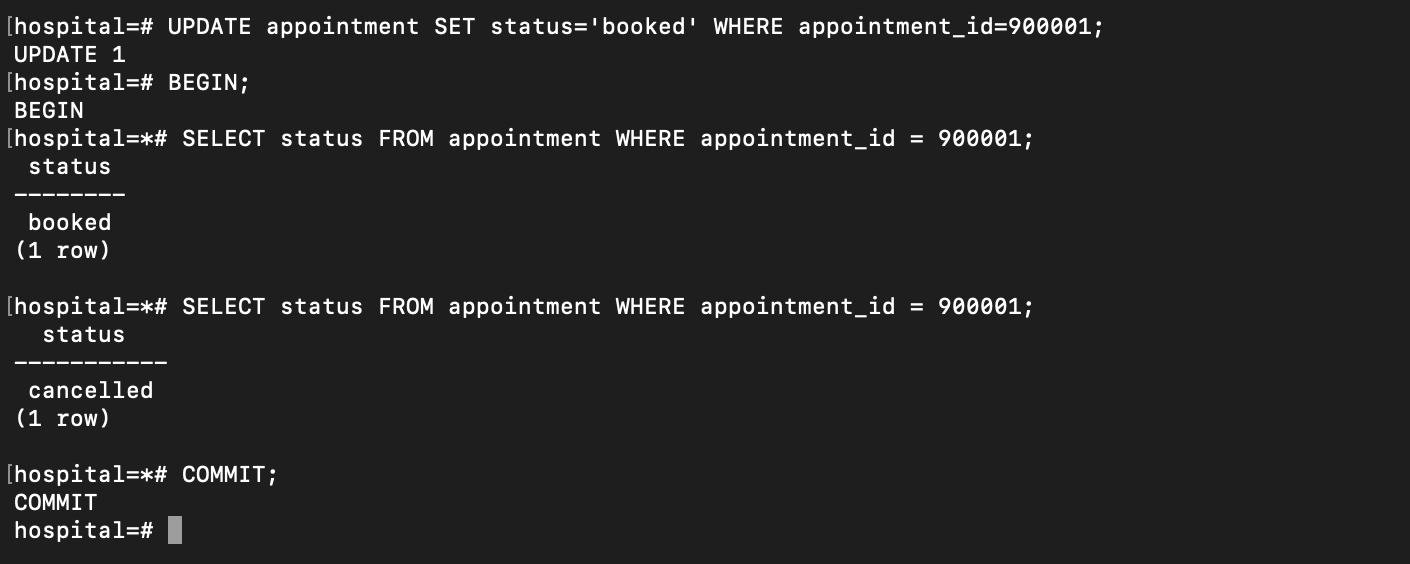 [hospital=# UPDATE appointment SET status='booked' WHERE appointment_id=900001;
UPDATE 1
[hospital=# BEGIN;
BEGIN
[hospital=*# SELECT status FROM appointment WHERE appointment_id = 900001;
 status
--------
 booked
(1 row)

[hospital=*# SELECT status FROM appointment WHERE appointment_id = 900001;
  status
-----------
 cancelled
(1 row)

[hospital=*# COMMIT;
COMMIT
hospital=#